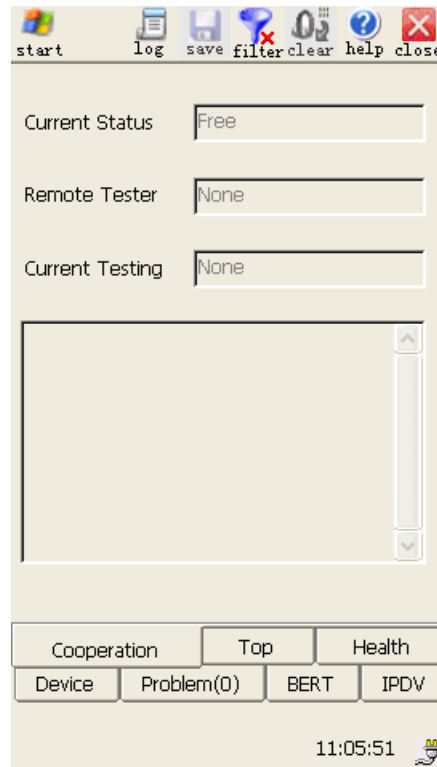 start log save filter clear help close
Current Status Free
Remote Tester None
Current Testing None
Cooperation Top Health
Device Problem(0) BERT IPDV
11:05:51